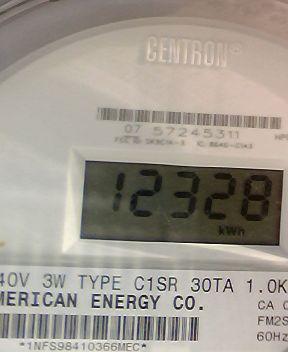 CENTRON®
07 57245311
12328
kWh
40V 3W TYPE C1SR 30TA 1.0K
MERICAN ENERGY CO.
CA
FM2S
60Hz
*1NFS98410366MEC*